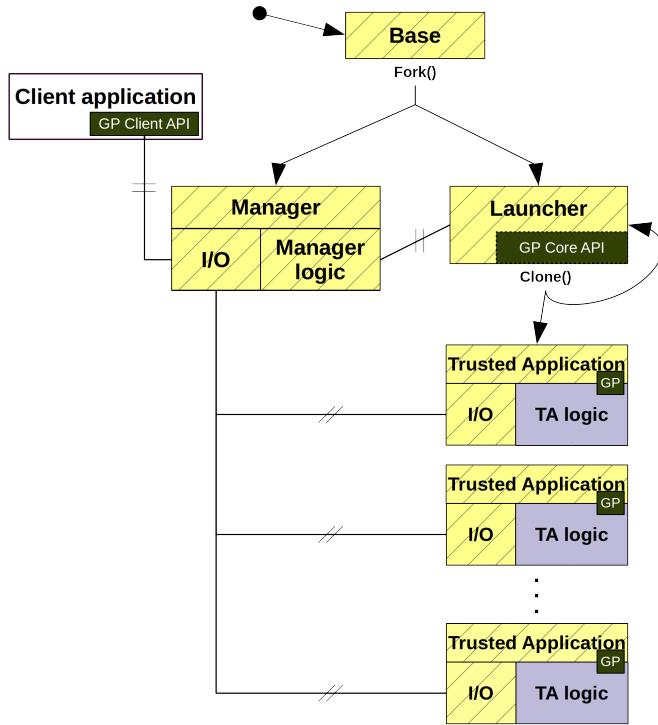 Base
Fork()
Client application
GP Client API
Manager
I/O
Manager
logic
Launcher
GP Core API
Clone()
Trusted Application
GP
I/O
TA logic
Trusted Application
GP
I/O
TA logic
Trusted Application
GP
I/O
TA logic